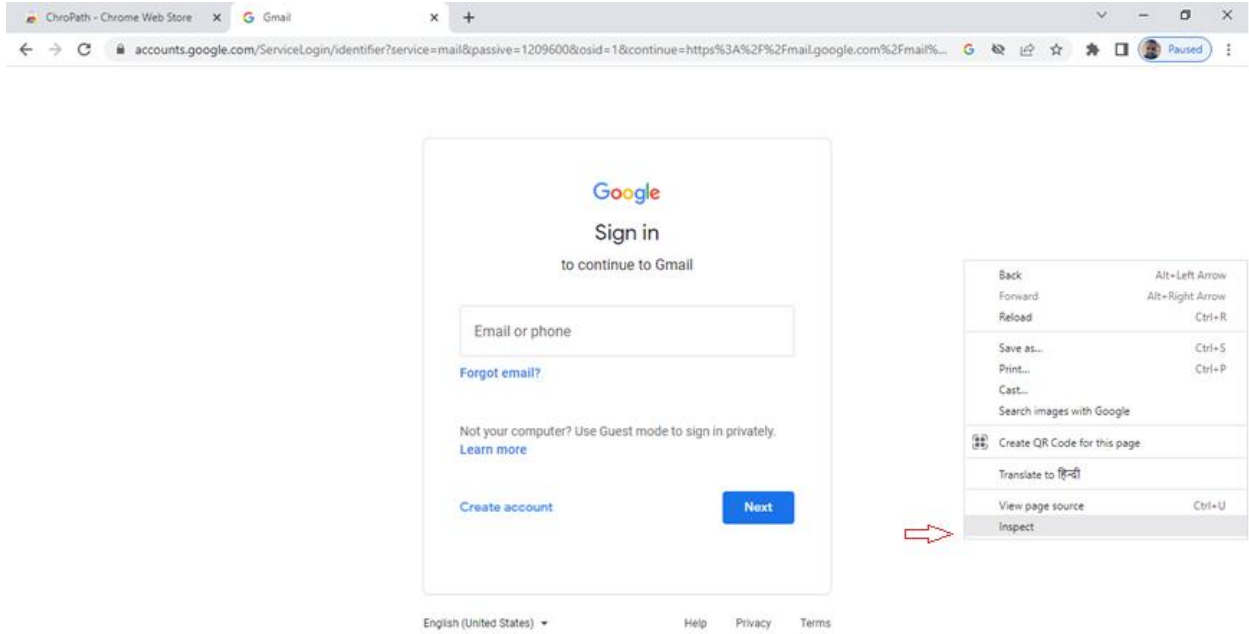 ChroPath - Chrome Web Store
Gmail
accounts.google.com/ServiceLogin/identifier?service=mail&passive=1209600&osid=1&continue=https%3A%2F%2Fmail.google.com%2Fmail%...
Paused
Google
Sign in
to continue to Gmail
Email or phone
Forgot email?
Not your computer? Use Guest mode to sign in privately.
Learn more
Create account
Next
English (United States)
Help Privacy Terms
Back Alt+Left Arrow
Forward Alt+Right Arrow
Reload Ctrl+R
Save as... Ctrl+S
Print... Ctrl+P
Cast...
Search images with Google
Create QR Code for this page
Translate to हिन्दी
View page source Ctrl+U
Inspect